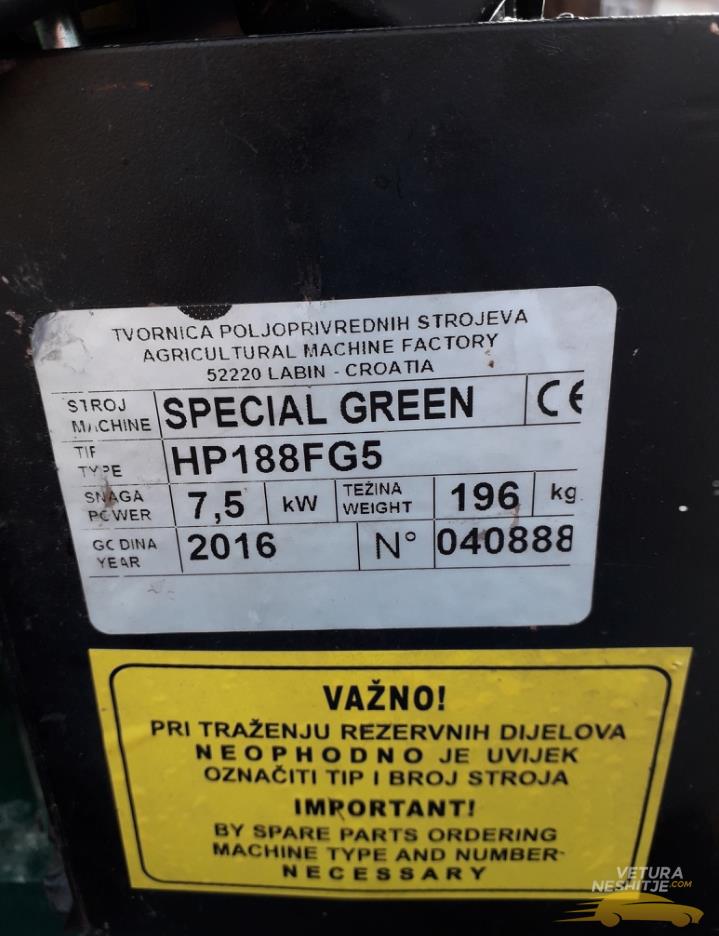 TVORNICA POLJOPRIVREDNIH STROJEVA
AGRICULTURAL MACHINE FACTORY
52220 LABIN - CROATIA
STROJ
MACHINE SPECIAL GREEN CE
TIP
TYPE HP188FG5
SNAGA
POWER 7,5 kW TEŽINA
WEIGHT 196 kg
GODINA
YEAR 2016 N° 040888
VAŽNO!
PRI TRAŽENJU REZERVNIH DIJELOVA
NEOPHODNO JE UVIJEK
OZNAČITI TIP I BROJ STROJA
IMPORTANT!
BY SPARE PARTS ORDERING
MACHINE TYPE AND NUMBER
NECESSARY
VETURA
NESHITJE.COM